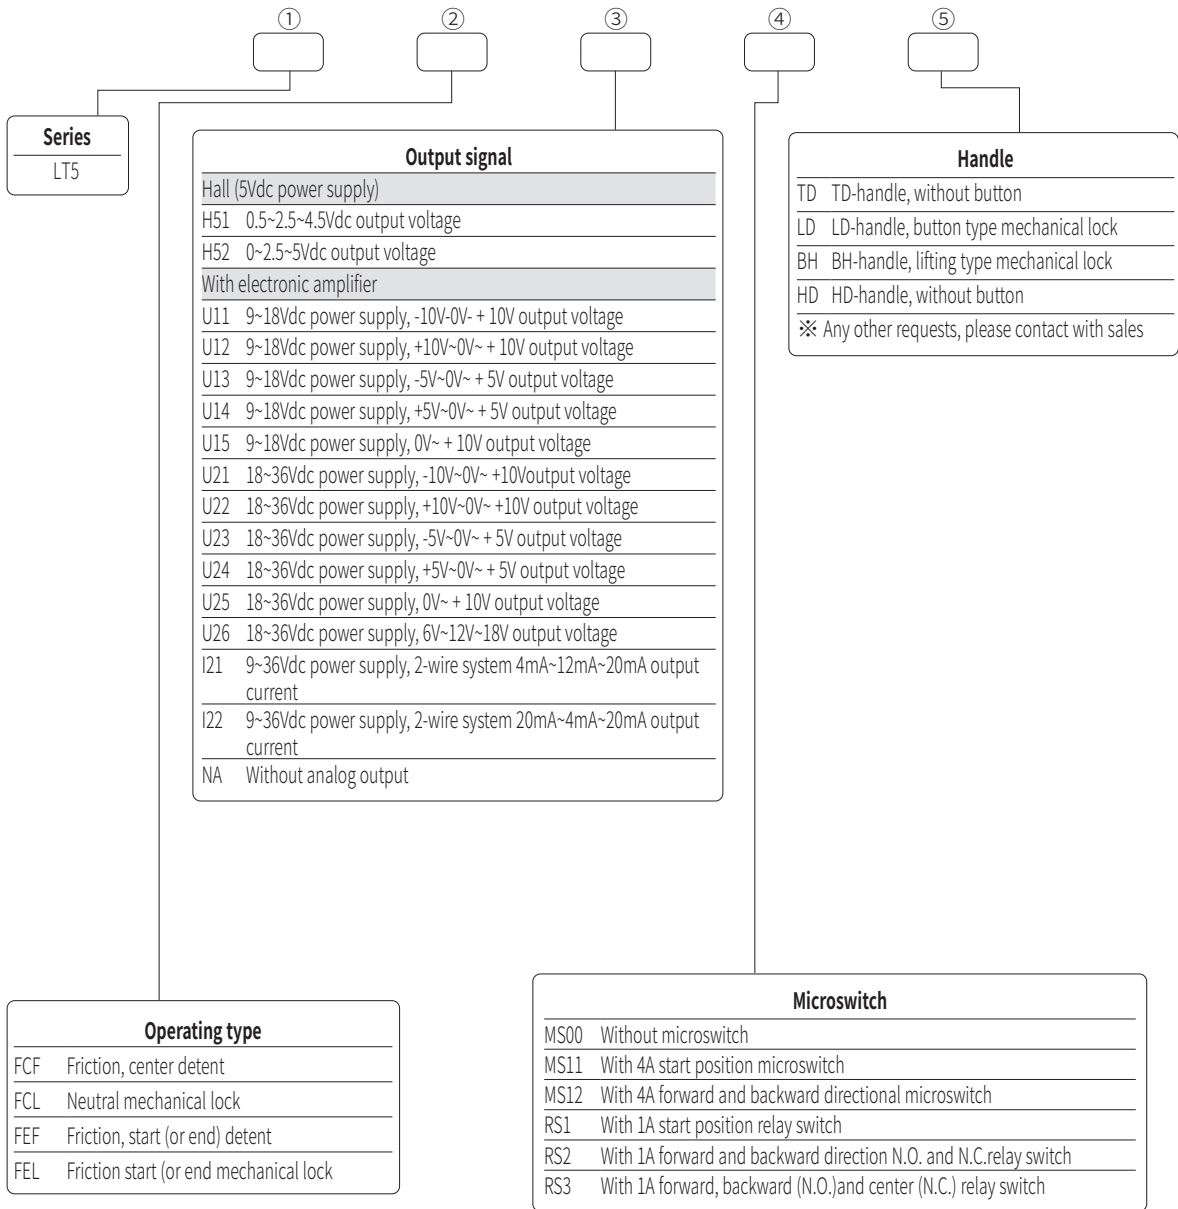 ① ② ③ ④ ⑤
Series
LT5
Output signal
Hall (5Vdc power supply)
H51 0.5~2.5~4.5Vdc output voltage
H52 0~2.5~5Vdc output voltage
With electronic amplifier
U11 9~18Vdc power supply, -10V-0V- + 10V output voltage
U12 9~18Vdc power supply, +10V~0V~ + 10V output voltage
U13 9~18Vdc power supply, -5V~0V~ + 5V output voltage
U14 9~18Vdc power supply, +5V~0V~ + 5V output voltage
U15 9~18Vdc power supply, 0V~ + 10V output voltage
U21 18~36Vdc power supply, -10V~0V~ +10Voutput voltage
U22 18~36Vdc power supply, +10V~0V~ +10V output voltage
U23 18~36Vdc power supply, -5V~0V~ + 5V output voltage
U24 18~36Vdc power supply, +5V~0V~ + 5V output voltage
U25 18~36Vdc power supply, 0V~ + 10V output voltage
U26 18~36Vdc power supply, 6V~12V~18V output voltage
I21 9~36Vdc power supply, 2-wire system 4mA~12mA~20mA output
current
I22 9~36Vdc power supply, 2-wire system 20mA~4mA~20mA output
current
NA Without analog output
Handle
TD TD-handle, without button
LD LD-handle, button type mechanical lock
BH BH-handle, lifting type mechanical lock
HD HD-handle, without button
※ Any other requests, please contact with sales
Operating type
FCF Friction, center detent
FCL Neutral mechanical lock
FEF Friction, start (or end) detent
FEL Friction start (or end mechanical lock
Microswitch
MS00 Without microswitch
MS11 With 4A start position microswitch
MS12 With 4A forward and backward directional microswitch
RS1 With 1A start position relay switch
RS2 With 1A forward and backward direction N.O. and N.C.relay switch
RS3 With 1A forward, backward (N.O.)and center (N.C.) relay switch